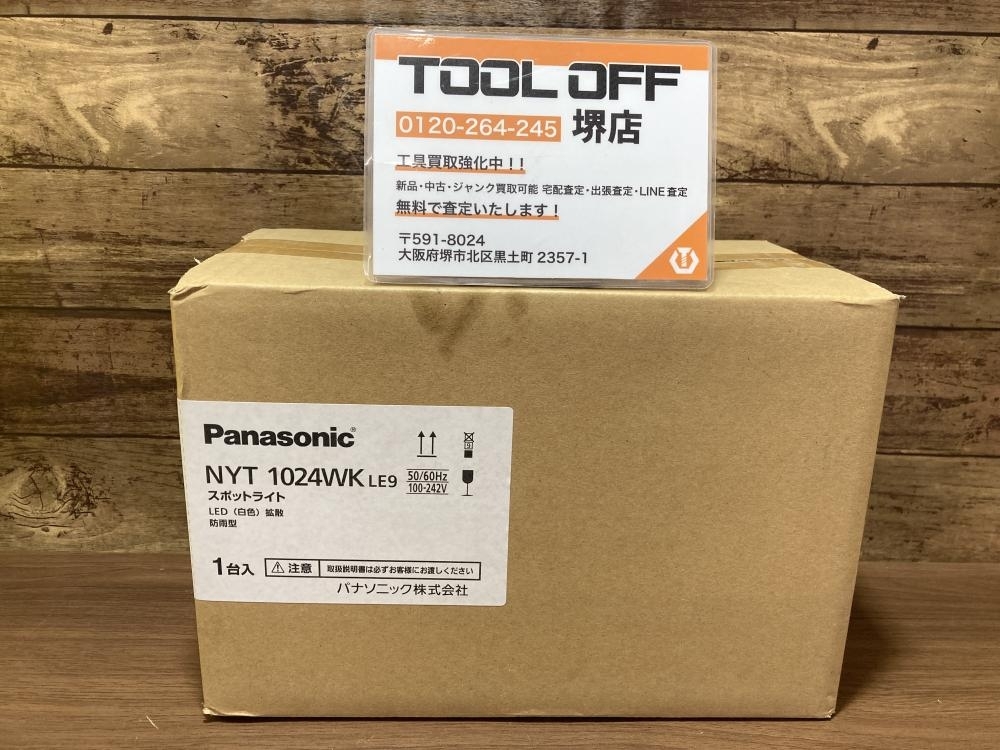 TOOL OFF
0120-264-245 堺店
工具買取強化中！！
新品・中古・ジャンク買取可能 宅配査定・出張査定・LINE査定
無料で査定いたします！
〒591-8024
大阪府堺市北区黒土町 2357-1
Panasonic®
NYT 1024WK LE9
50/60Hz
100-242V
スポットライト
LED（白色）拡散
防雨型
1台入
⚠注意 取扱説明書は必ずお客様にお渡しください
パナソニック株式会社